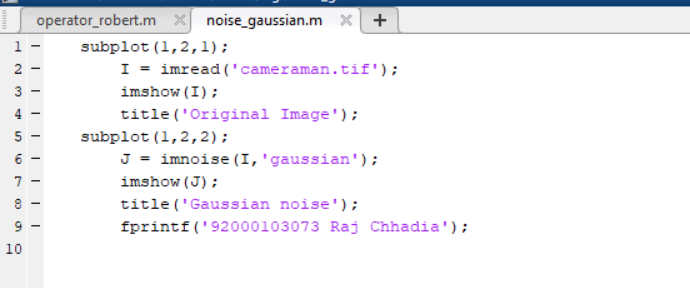 operator_robert.m × noise_gaussian.m × +
1 – subplot(1,2,1);
2 – I = imread('cameraman.tif');
3 – imshow(I);
4 – title('Original Image');
5 – subplot(1,2,2);
6 – J = imnoise(I,'gaussian');
7 – imshow(J);
8 – title('Gaussian noise');
9 – fprintf('92000103073 Raj Chhadia');
10